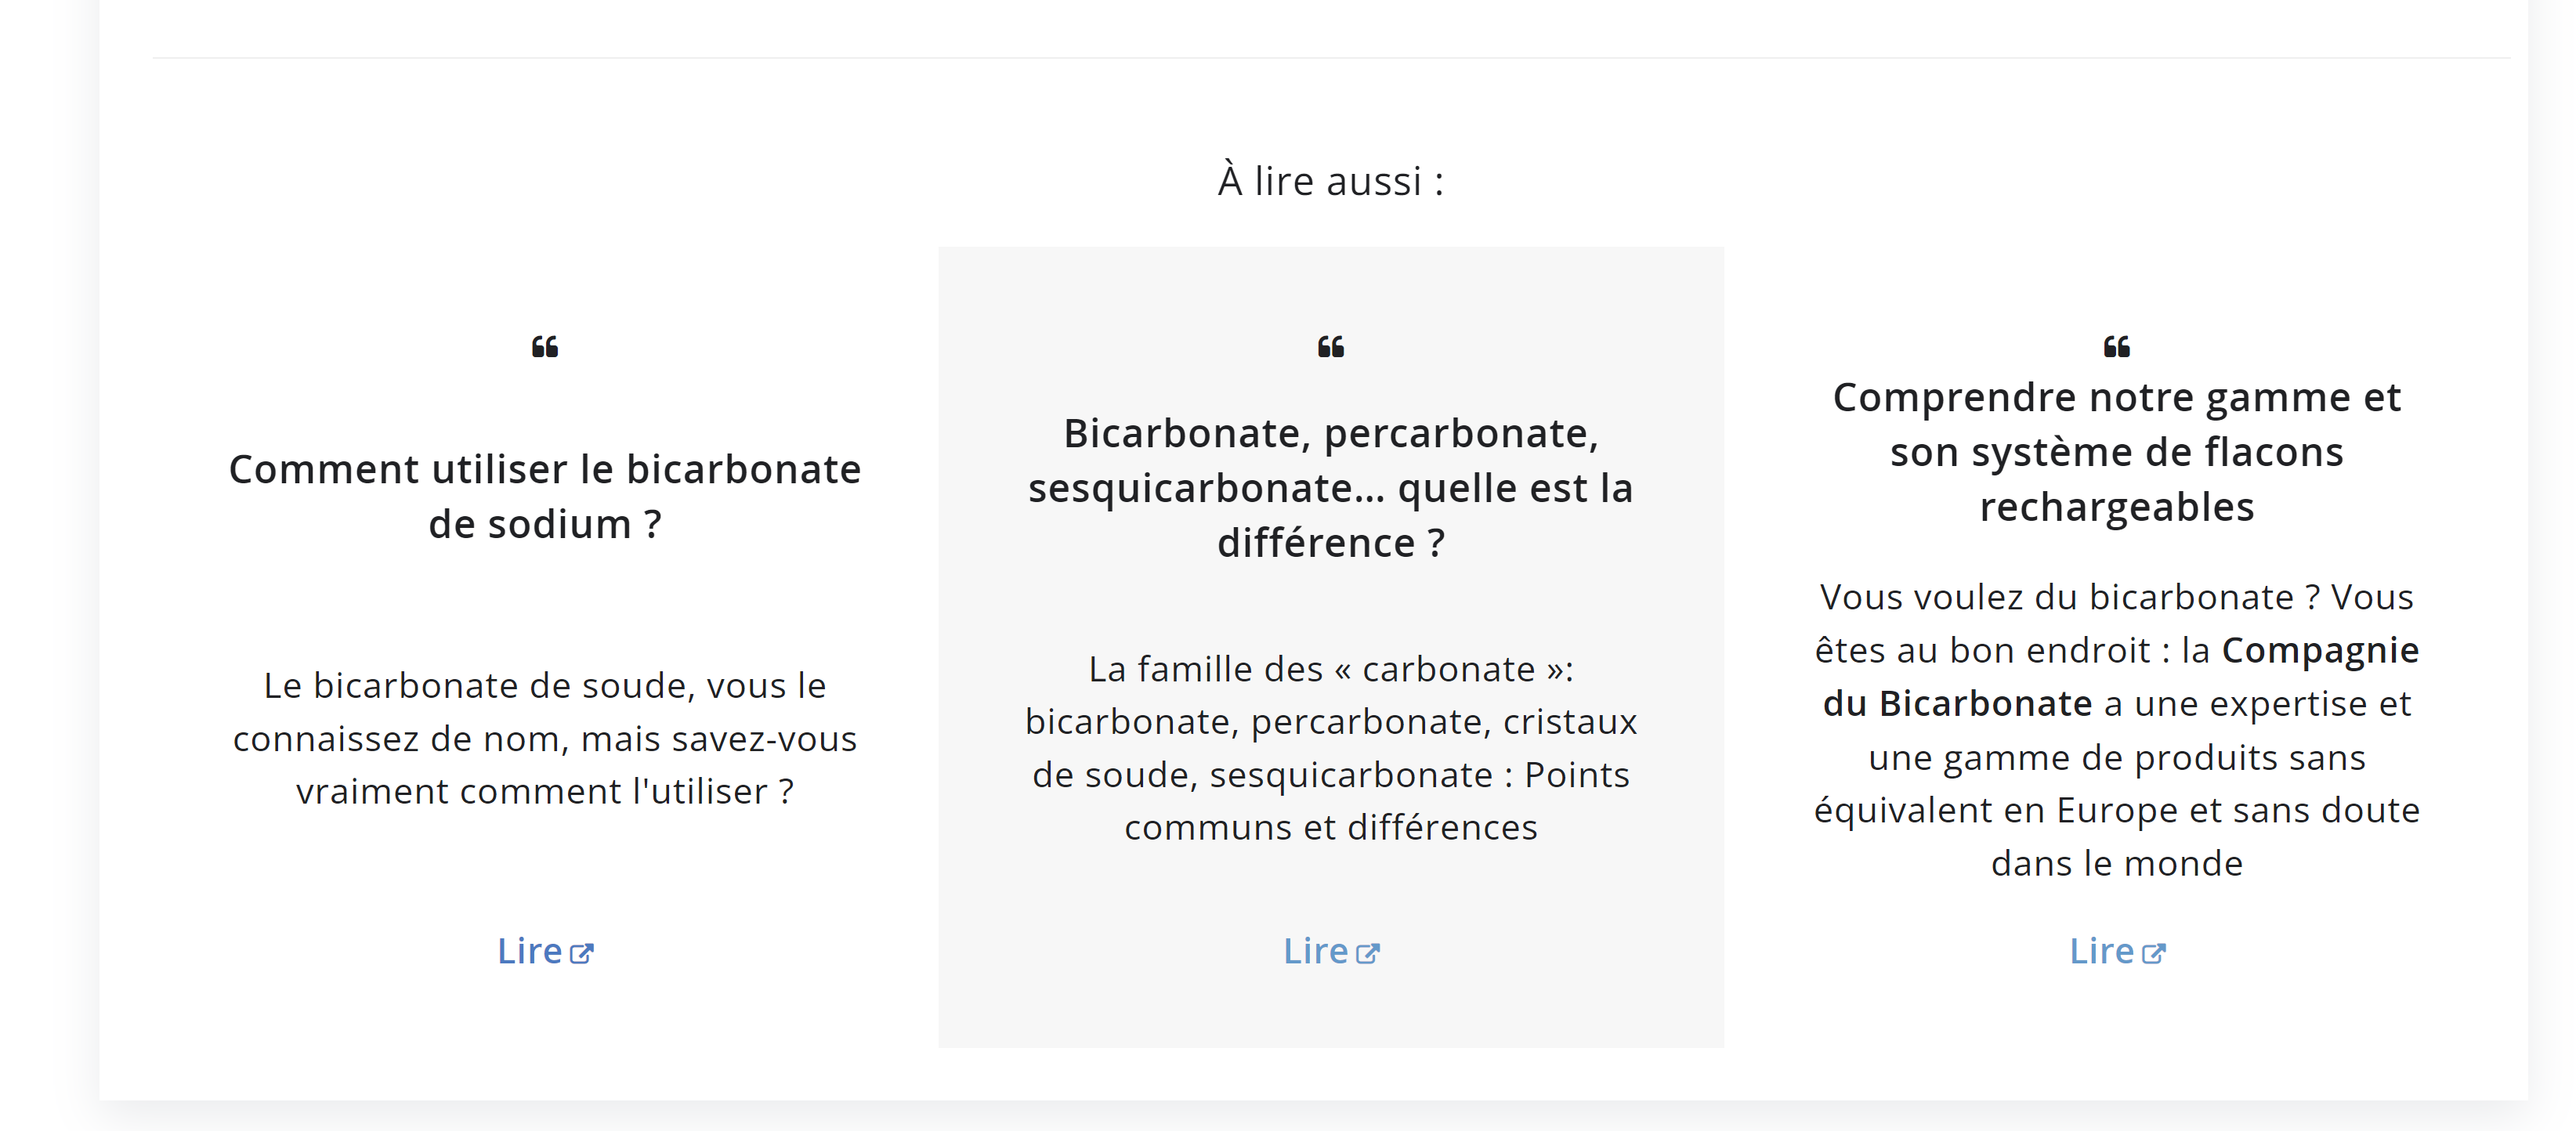 À lire aussi :
Comment utiliser le bicarbonate
de sodium ?
Le bicarbonate de soude, vous le
connaissez de nom, mais savez-vous
vraiment comment l'utiliser ?
Lire
Bicarbonate, percarbonate,
sesquicarbonate... quelle est la
différence ?
La famille des « carbonate »:
bicarbonate, percarbonate, cristaux
de soude, sesquicarbonate : Points
communs et différences
Lire
Comprendre notre gamme et
son système de flacons
rechargeables
Vous voulez du bicarbonate ? Vous
êtes au bon endroit : la Compagnie
du Bicarbonate a une expertise et
une gamme de produits sans
équivalent en Europe et sans doute
dans le monde
Lire